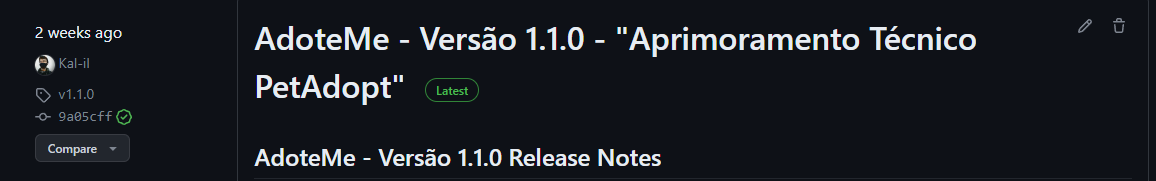 2 weeks ago
Kal-il
v1.1.0
9a05cff
Compare
AdoteMe - Versão 1.1.0 - "Aprimoramento Técnico
PetAdopt" Latest
AdoteMe - Versão 1.1.0 Release Notes